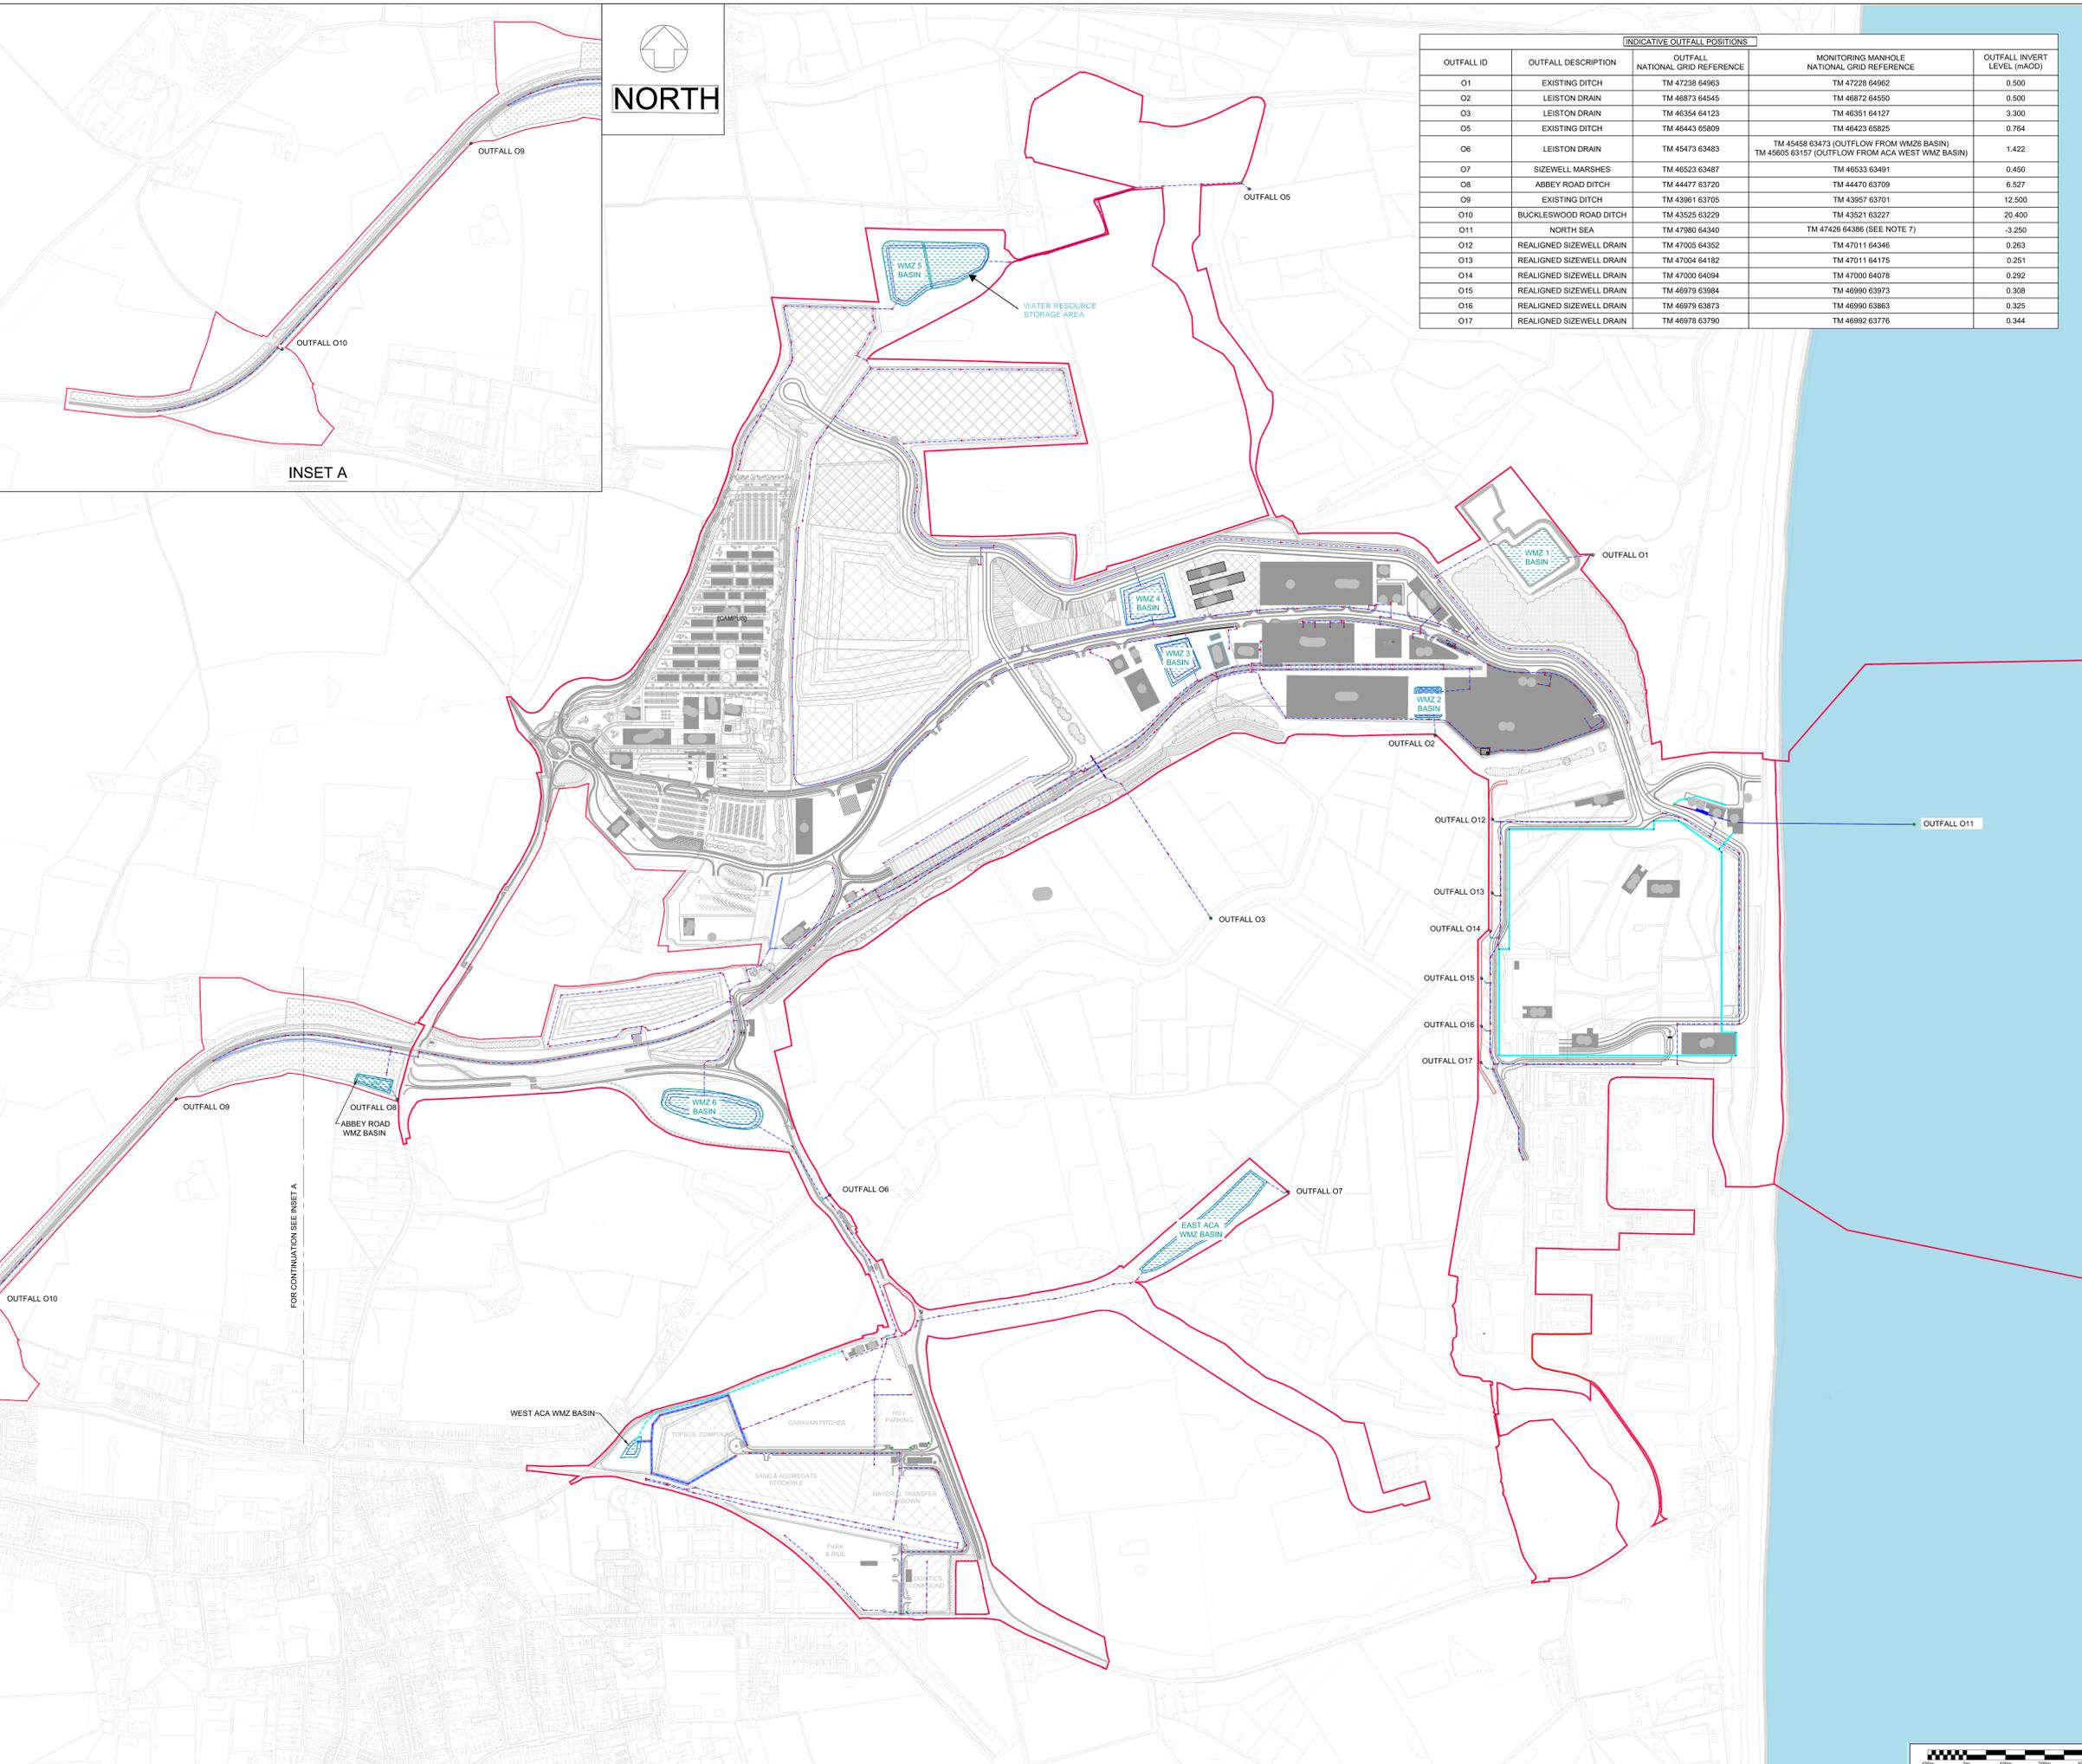 NORTH
OUTFALL O9
OUTFALL O10
INSET A
INDICATIVE OUTFALL POSITIONS
OUTFALL ID OUTFALL DESCRIPTION OUTFALL NATIONAL GRID REFERENCE MONITORING MANHOLE NATIONAL GRID REFERENCE OUTFALL INVERT LEVEL (mAOD)
O1 EXISTING DITCH TM 47238 64963 TM 47228 64962 0.500
O2 LEISTON DRAIN TM 46873 64545 TM 46872 64550 0.500
O3 LEISTON DRAIN TM 46354 64123 TM 46351 64127 3.300
O5 EXISTING DITCH TM 46443 65809 TM 46423 65825 0.764
O6 LEISTON DRAIN TM 45473 63483 TM 45458 63473 (OUTFLOW FROM WMZ6 BASIN) TM 45605 63157 (OUTFLOW FROM ACA WEST WMZ BASIN) 1.422
O7 SIZEWELL MARSHES TM 46523 63487 TM 46533 63491 0.450
O8 ABBEY ROAD DITCH TM 44477 63720 TM 44470 63709 6.527
O9 EXISTING DITCH TM 43961 63705 TM 43957 63701 12.500
O10 BUCKLESWOOD ROAD DITCH TM 43525 63229 TM 43521 63227 20.400
O11 NORTH SEA TM 47980 64340 TM 47426 64386 (SEE NOTE 7) -3.250
O12 REALIGNED SIZEWELL DRAIN TM 47005 64352 TM 47011 64346 0.263
O13 REALIGNED SIZEWELL DRAIN TM 47004 64182 TM 47011 64175 0.251
O14 REALIGNED SIZEWELL DRAIN TM 47000 64094 TM 47000 64078 0.292
O15 REALIGNED SIZEWELL DRAIN TM 46979 63984 TM 46990 63973 0.308
O16 REALIGNED SIZEWELL DRAIN TM 46979 63873 TM 46990 63863 0.325
O17 REALIGNED SIZEWELL DRAIN TM 46978 63790 TM 46992 63776 0.344
OUTFALL O5
WMZ 5
BASIN
WATER RESOURCE
STORAGE AREA
WMZ 1
BASIN
OUTFALL O1
WMZ 4
BASIN
(CAMPUS)
WMZ 3
BASIN
WMZ 2
BASIN
OUTFALL O2
OUTFALL O12
OUTFALL O11
OUTFALL O13
OUTFALL O3
OUTFALL O14
OUTFALL O15
OUTFALL O16
OUTFALL O17
OUTFALL O9
OUTFALL O8
ABBEY ROAD
WMZ BASIN
WMZ 6
BASIN
FOR CONTINUATION SEE INSET A
OUTFALL O6
OUTFALL O7
EAST ACA
WMZ BASIN
OUTFALL O10
WEST ACA WMZ BASIN
CARAVAN PITCHES
HGV
PARKING
TOPSOIL COMPOUND
SAND & AGGREGATE
STOCKPILE
MATERIAL TRANSFER
LAYDOWN
PARK
& RIDE
LOGISTICS
COMPOUND